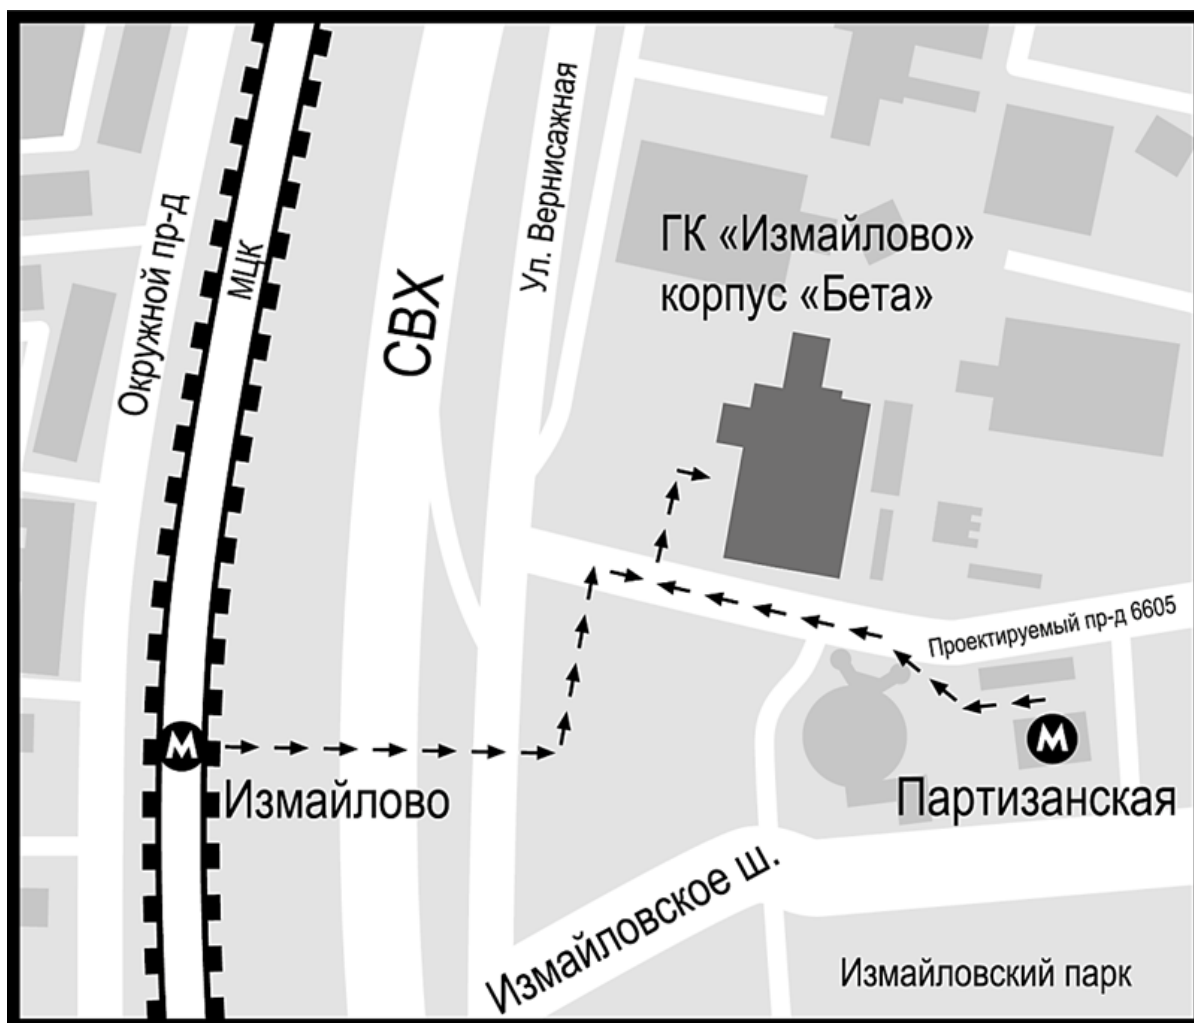 Ул. Вернисажная
Окружной пр-д
МЦК
СВХ
ГК «Измайлово»
корпус «Бета»
Проектируемый пр-д 6605
М
Измайлово
М
Партизанская
Измайловское ш.
Измайловский парк